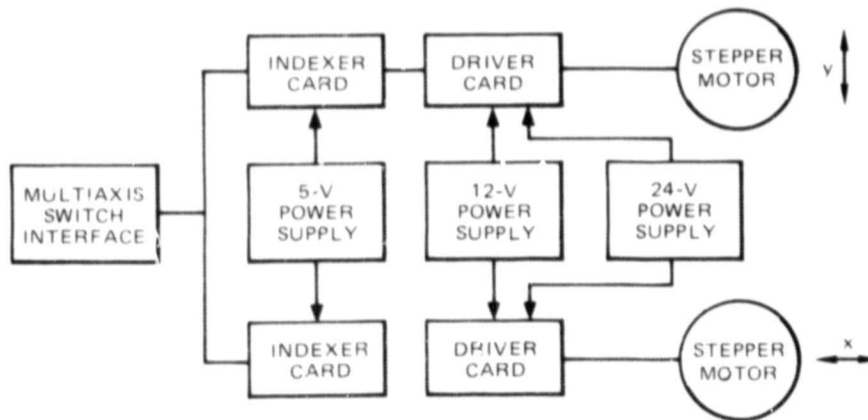 INDEXER
CARD
DRIVER
CARD
STEPPER
MOTOR
y
MULTIAXIS
SWITCH
INTERFACE
5-V
POWER
SUPPLY
12-V
POWER
SUPPLY
24-V
POWER
SUPPLY
INDEXER
CARD
DRIVER
CARD
STEPPER
MOTOR
x